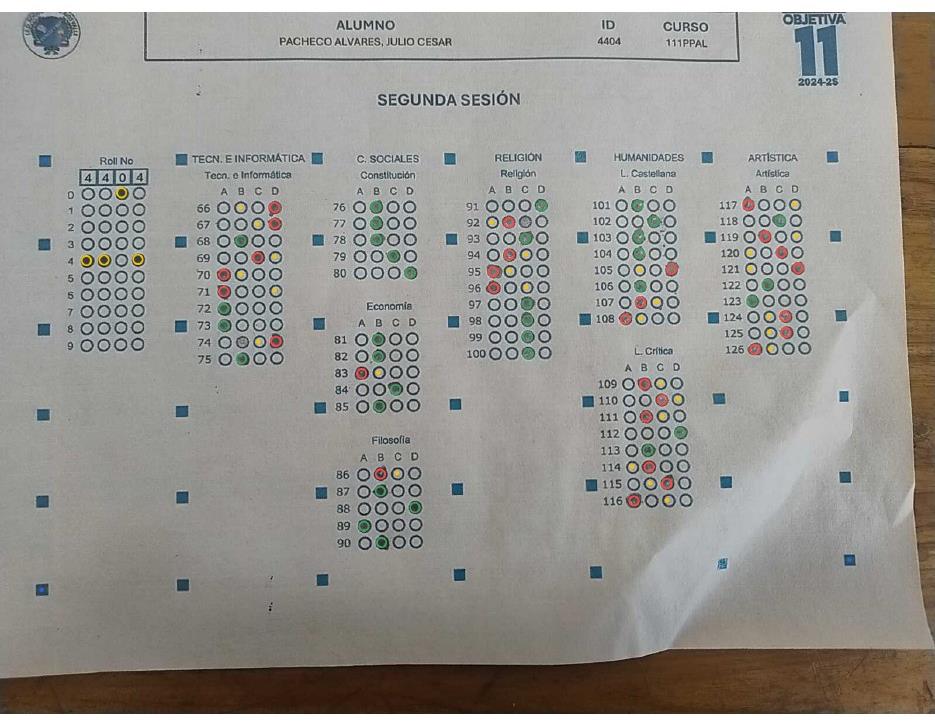 ALUMNO ID CURSO
PACHECO ALVARES, JULIO CESAR 4404 111PPAL
OBJETIVA
11
2024-2S
SEGUNDA SESIÓN
Roll No
4 4 0 4
0
1
2
3
4
5
6
7
8
9
TECN. E INFORMÁTICA
Tecn. e Informática
A B C D
66
67
68
69
70
71
72
73
74
75
C. SOCIALES
Constitución
A B C D
76
77
78
79
80
Economía
A B C D
81
82
83
84
85
Filosofía
A B C D
86
87
88
89
90
RELIGIÓN
Religión
A B C D
91
92
93
94
95
96
97
98
99
100
HUMANIDADES
L. Castellana
A B C D
101
102
103
104
105
106
107
108
L. Crítica
A B C D
109
110
111
112
113
114
115
116
ARTÍSTICA
Artística
A B C D
117
118
119
120
121
122
123
124
125
126